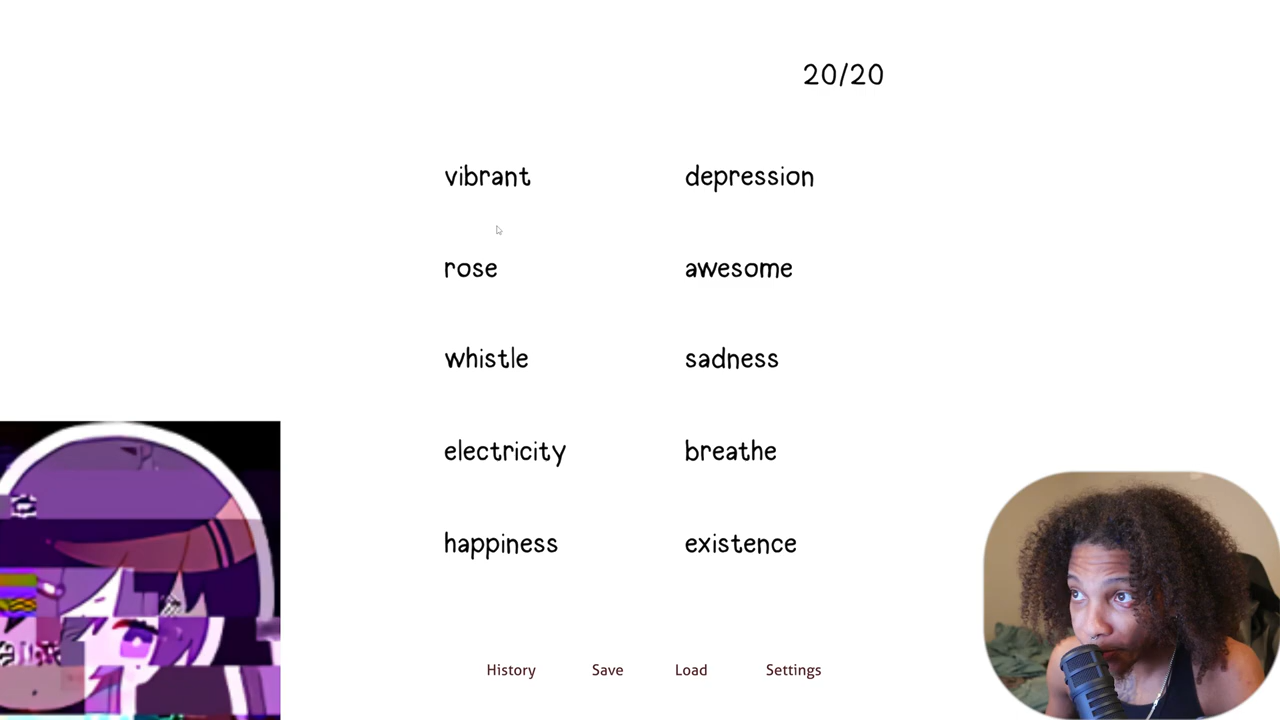 20/20
vibrant
depression
rose
awesome
whistle
sadness
electricity
breathe
happiness
existence
History
Save
Load
Settings